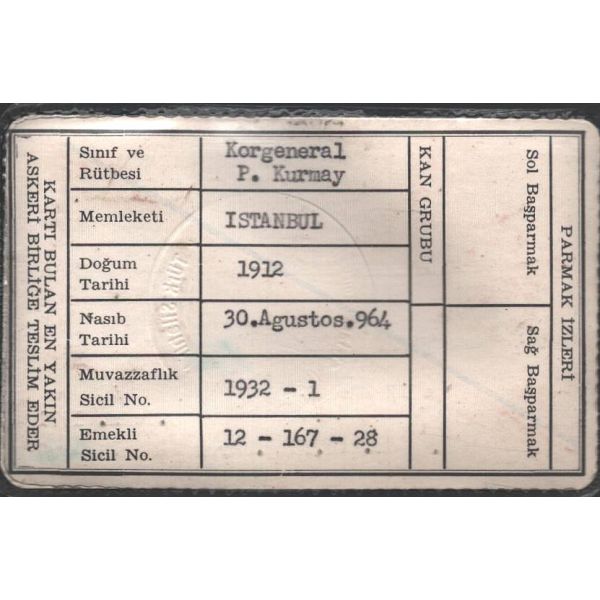 KARTI BULAN EN YAKIN
ASKERİ BİRLİĞE TESLİM EDER
Sınıf ve
Rütbesi
Korgeneral
P. Kurmay
Memleketi
ISTANBUL
Doğum
Tarihi
1912
Nasıb
Tarihi
30.Agustos.964
Muvazzaflık
Sicil No.
1932 - 1
Emekli
Sicil No.
12 - 167 - 28
KAN GRUBU
Sol Başparmak
Sağ Başparmak
PARMAK İZLERİ